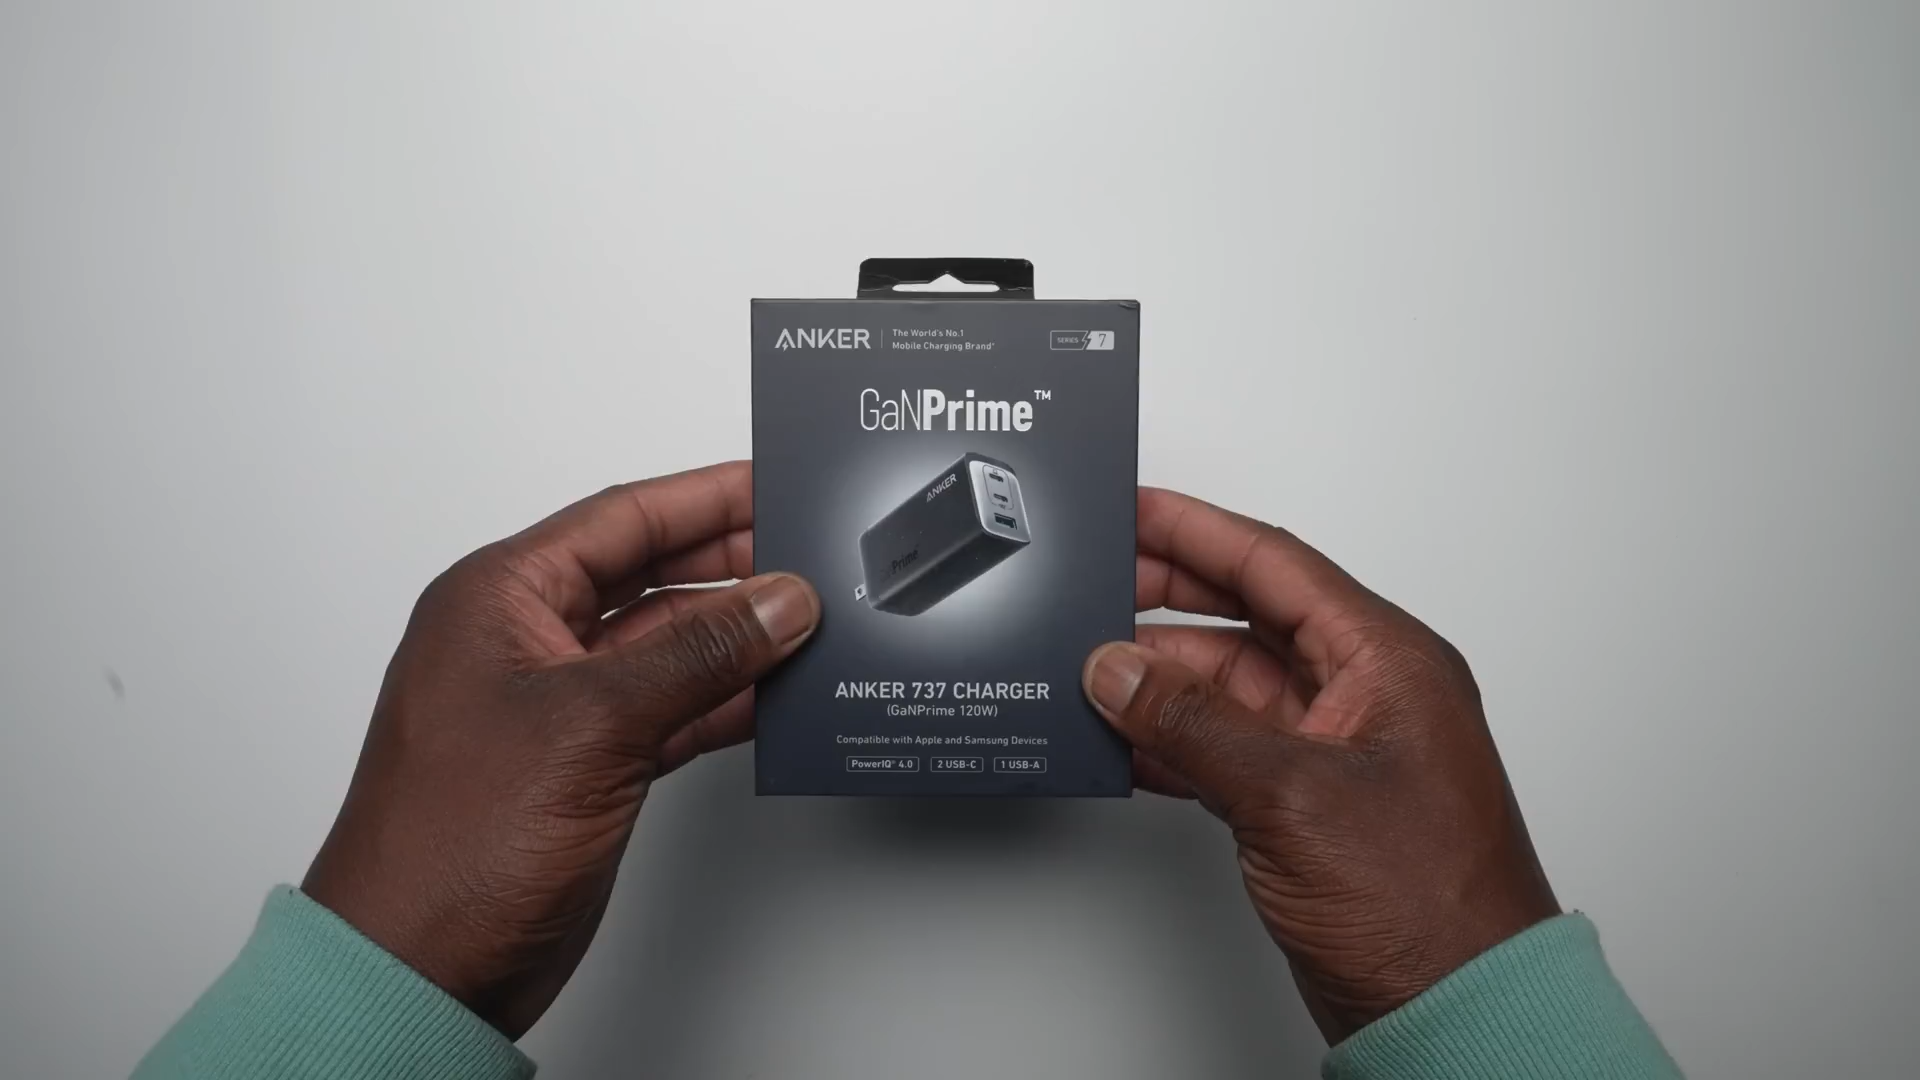 ANKER
The World's No.1
Mobile Charging Brand*
SERIES 7
GaNPrime™
ANKER
Prime
ANKER 737 CHARGER
(GaNPrime 120W)
Compatible with Apple and Samsung Devices
PowerIQ® 4.0 2 USB-C 1 USB-A